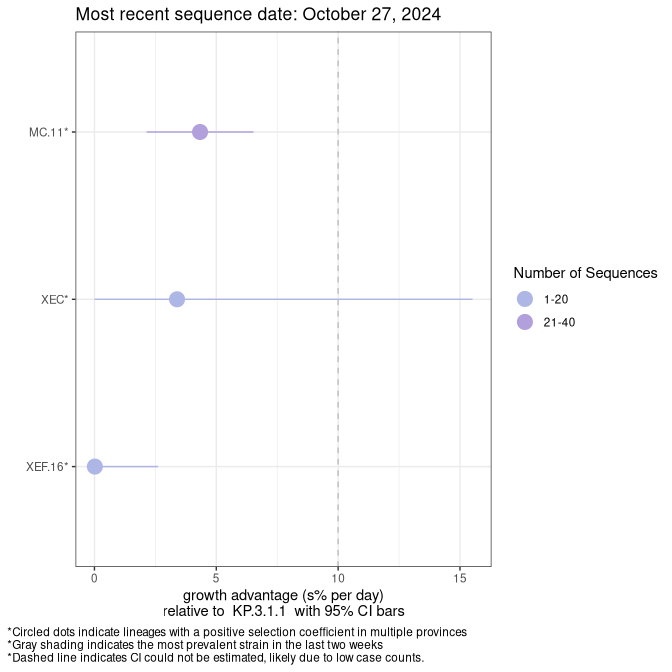 Most recent sequence date: October 27, 2024
MC.11*
XEC*
XEF.16*
0 5 10 15
growth advantage (s% per day)
relative to  KP.3.1.1  with 95% CI bars
Number of Sequences
1-20
21-40
*Circled dots indicate lineages with a positive selection coefficient in multiple provinces
*Gray shading indicates the most prevalent strain in the last two weeks
*Dashed line indicates CI could not be estimated, likely due to low case counts.